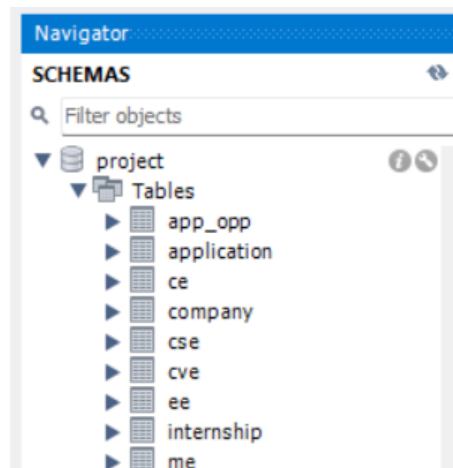 Navigator
SCHEMAS
Filter objects
project
Tables
app_opp
application
ce
company
cse
cve
ee
internship
me